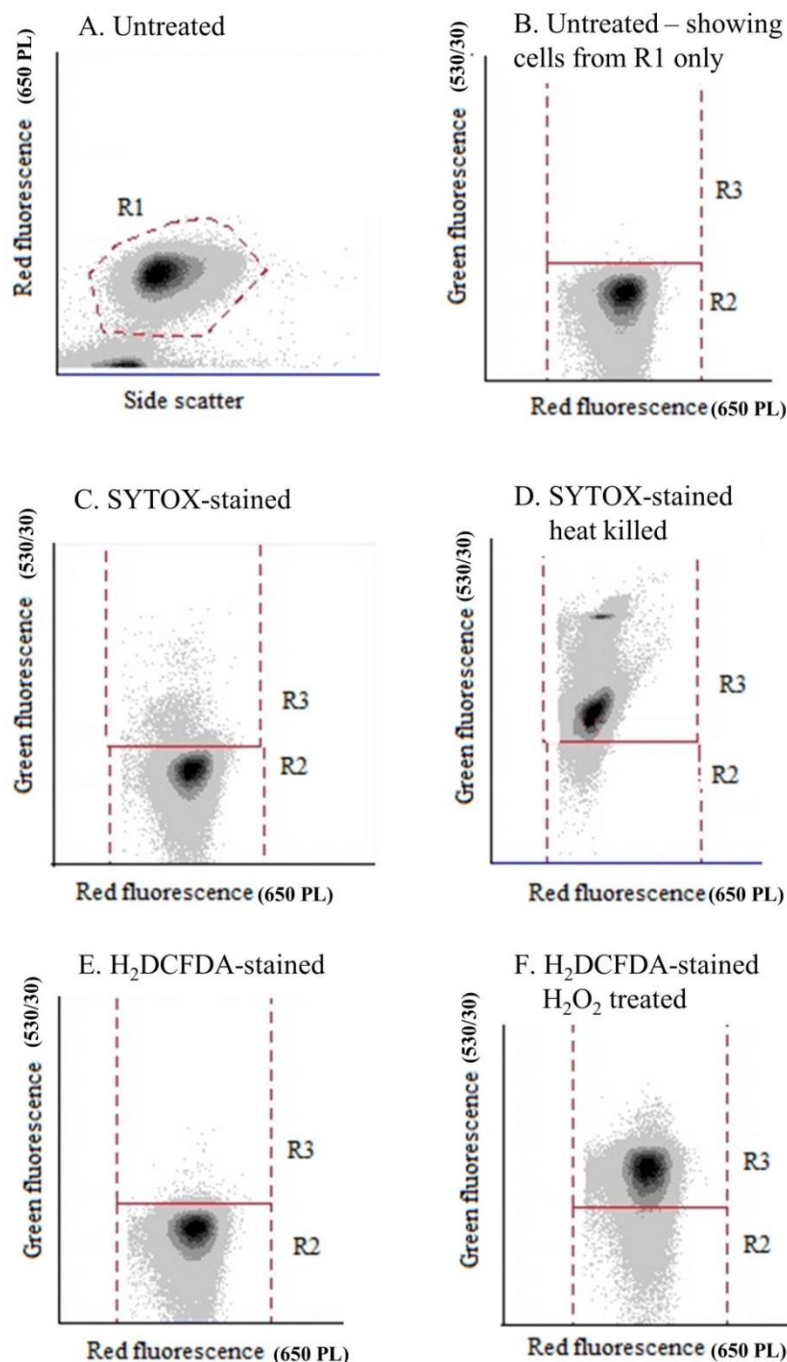 A. Untreated
Red fluorescence (650 PL)
R1
Side scatter
B. Untreated – showing
cells from R1 only
Green fluorescence (530/30)
R3
R2
Red fluorescence (650 PL)
C. SYTOX-stained
Green fluorescence (530/30)
R3
R2
Red fluorescence (650 PL)
D. SYTOX-stained
heat killed
Green fluorescence (530/30)
R3
R2
Red fluorescence (650 PL)
E. H₂DCFDA-stained
Green fluorescence (530/30)
R3
R2
Red fluorescence (650 PL)
F. H₂DCFDA-stained
H₂O₂ treated
Green fluorescence (530/30)
R3
R2
Red fluorescence (650 PL)